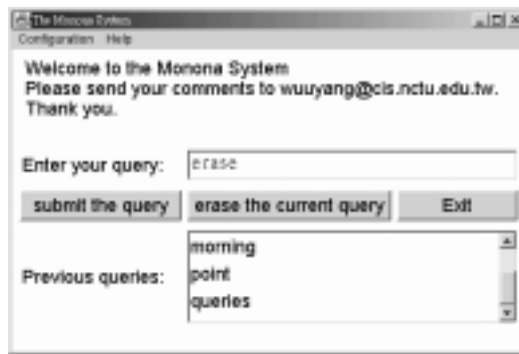 The Monona System
Configuration Help
Welcome to the Monona System
Please send your comments to wuuyang@cis.nctu.edu.tw.
Thank you.
Enter your query: erase
submit the query erase the current query Exit
morning
Previous queries: point
queries